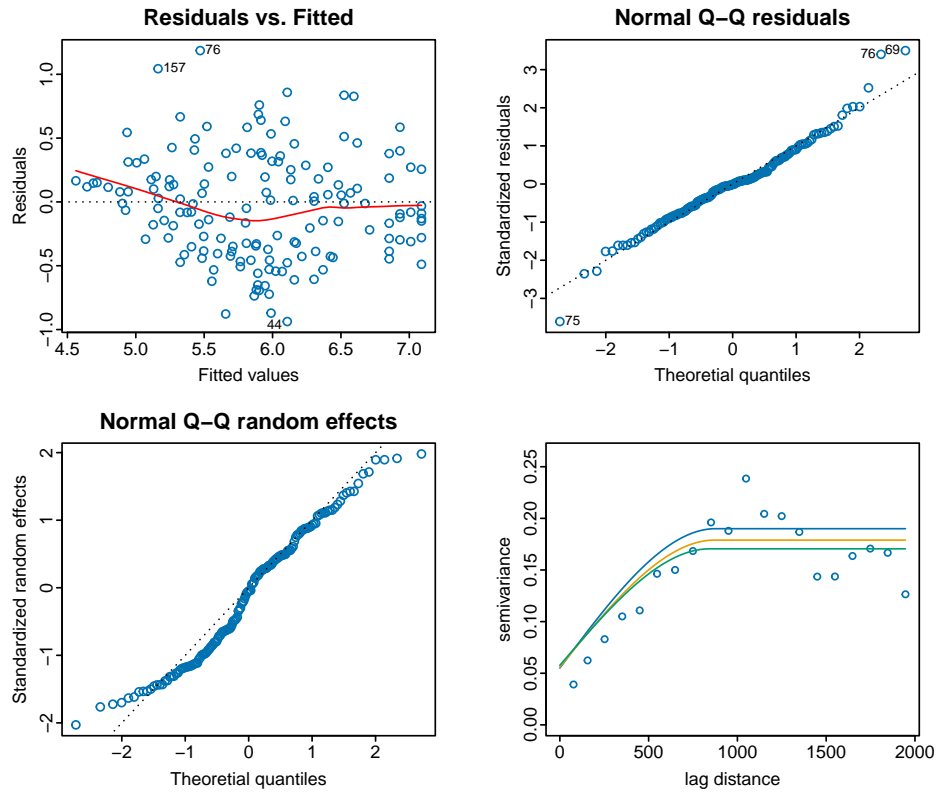 Residuals vs. Fitted
Residuals
1.0
0.5
0.0
−0.5
−1.0
76
157
44
4.5 5.0 5.5 6.0 6.5 7.0
Fitted values
Normal Q−Q residuals
Standardized residuals
3
2
1
0
−1
−2
−3
76 69
75
−2 −1 0 1 2
Theoretial quantiles
Normal Q−Q random effects
Standardized random effects
2
1
0
−1
−2
−2 −1 0 1 2
Theoretial quantiles
semivariance
0.25
0.20
0.15
0.10
0.05
0.00
0 500 1000 1500 2000
lag distance